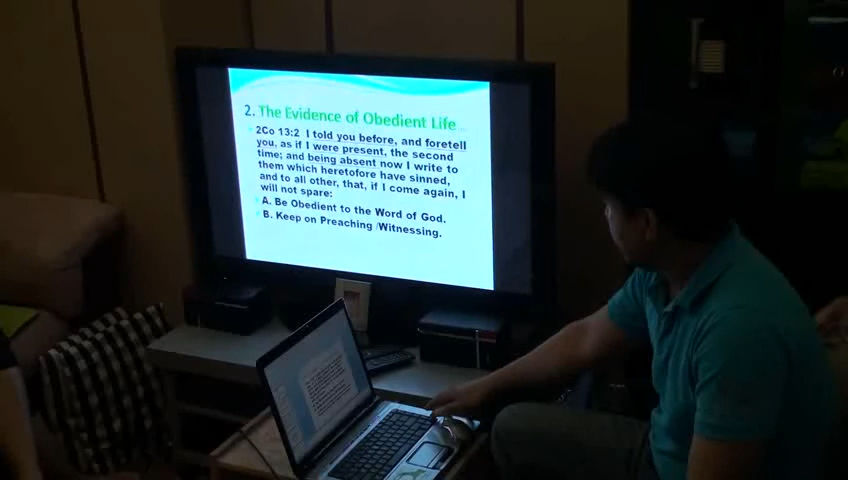 2. The Evidence of Obedient Life...
2Co 13:2 I told you before, and foretell
you, as if I were present, the second
time; and being absent now I write to
them which heretofore have sinned,
and to all other, that, if I come again, I
will not spare:
A. Be Obedient to the Word of God.
B. Keep on Preaching /Witnessing.